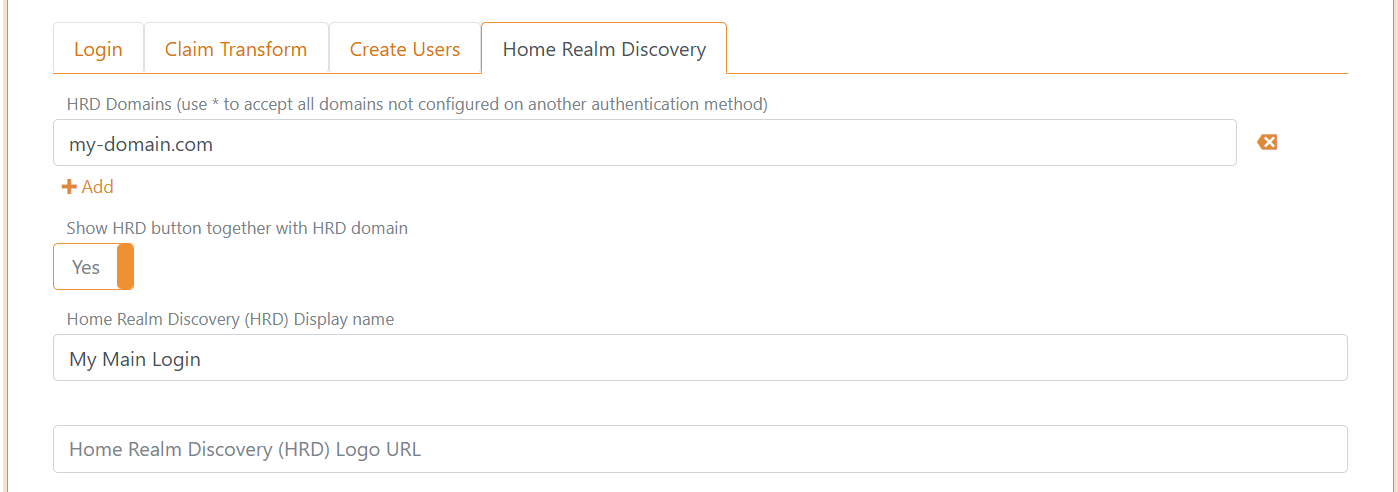 Login Claim Transform Create Users Home Realm Discovery
HRD Domains (use * to accept all domains not configured on another authentication method)
my-domain.com
Add
Show HRD button together with HRD domain
Yes
Home Realm Discovery (HRD) Display name
My Main Login
Home Realm Discovery (HRD) Logo URL